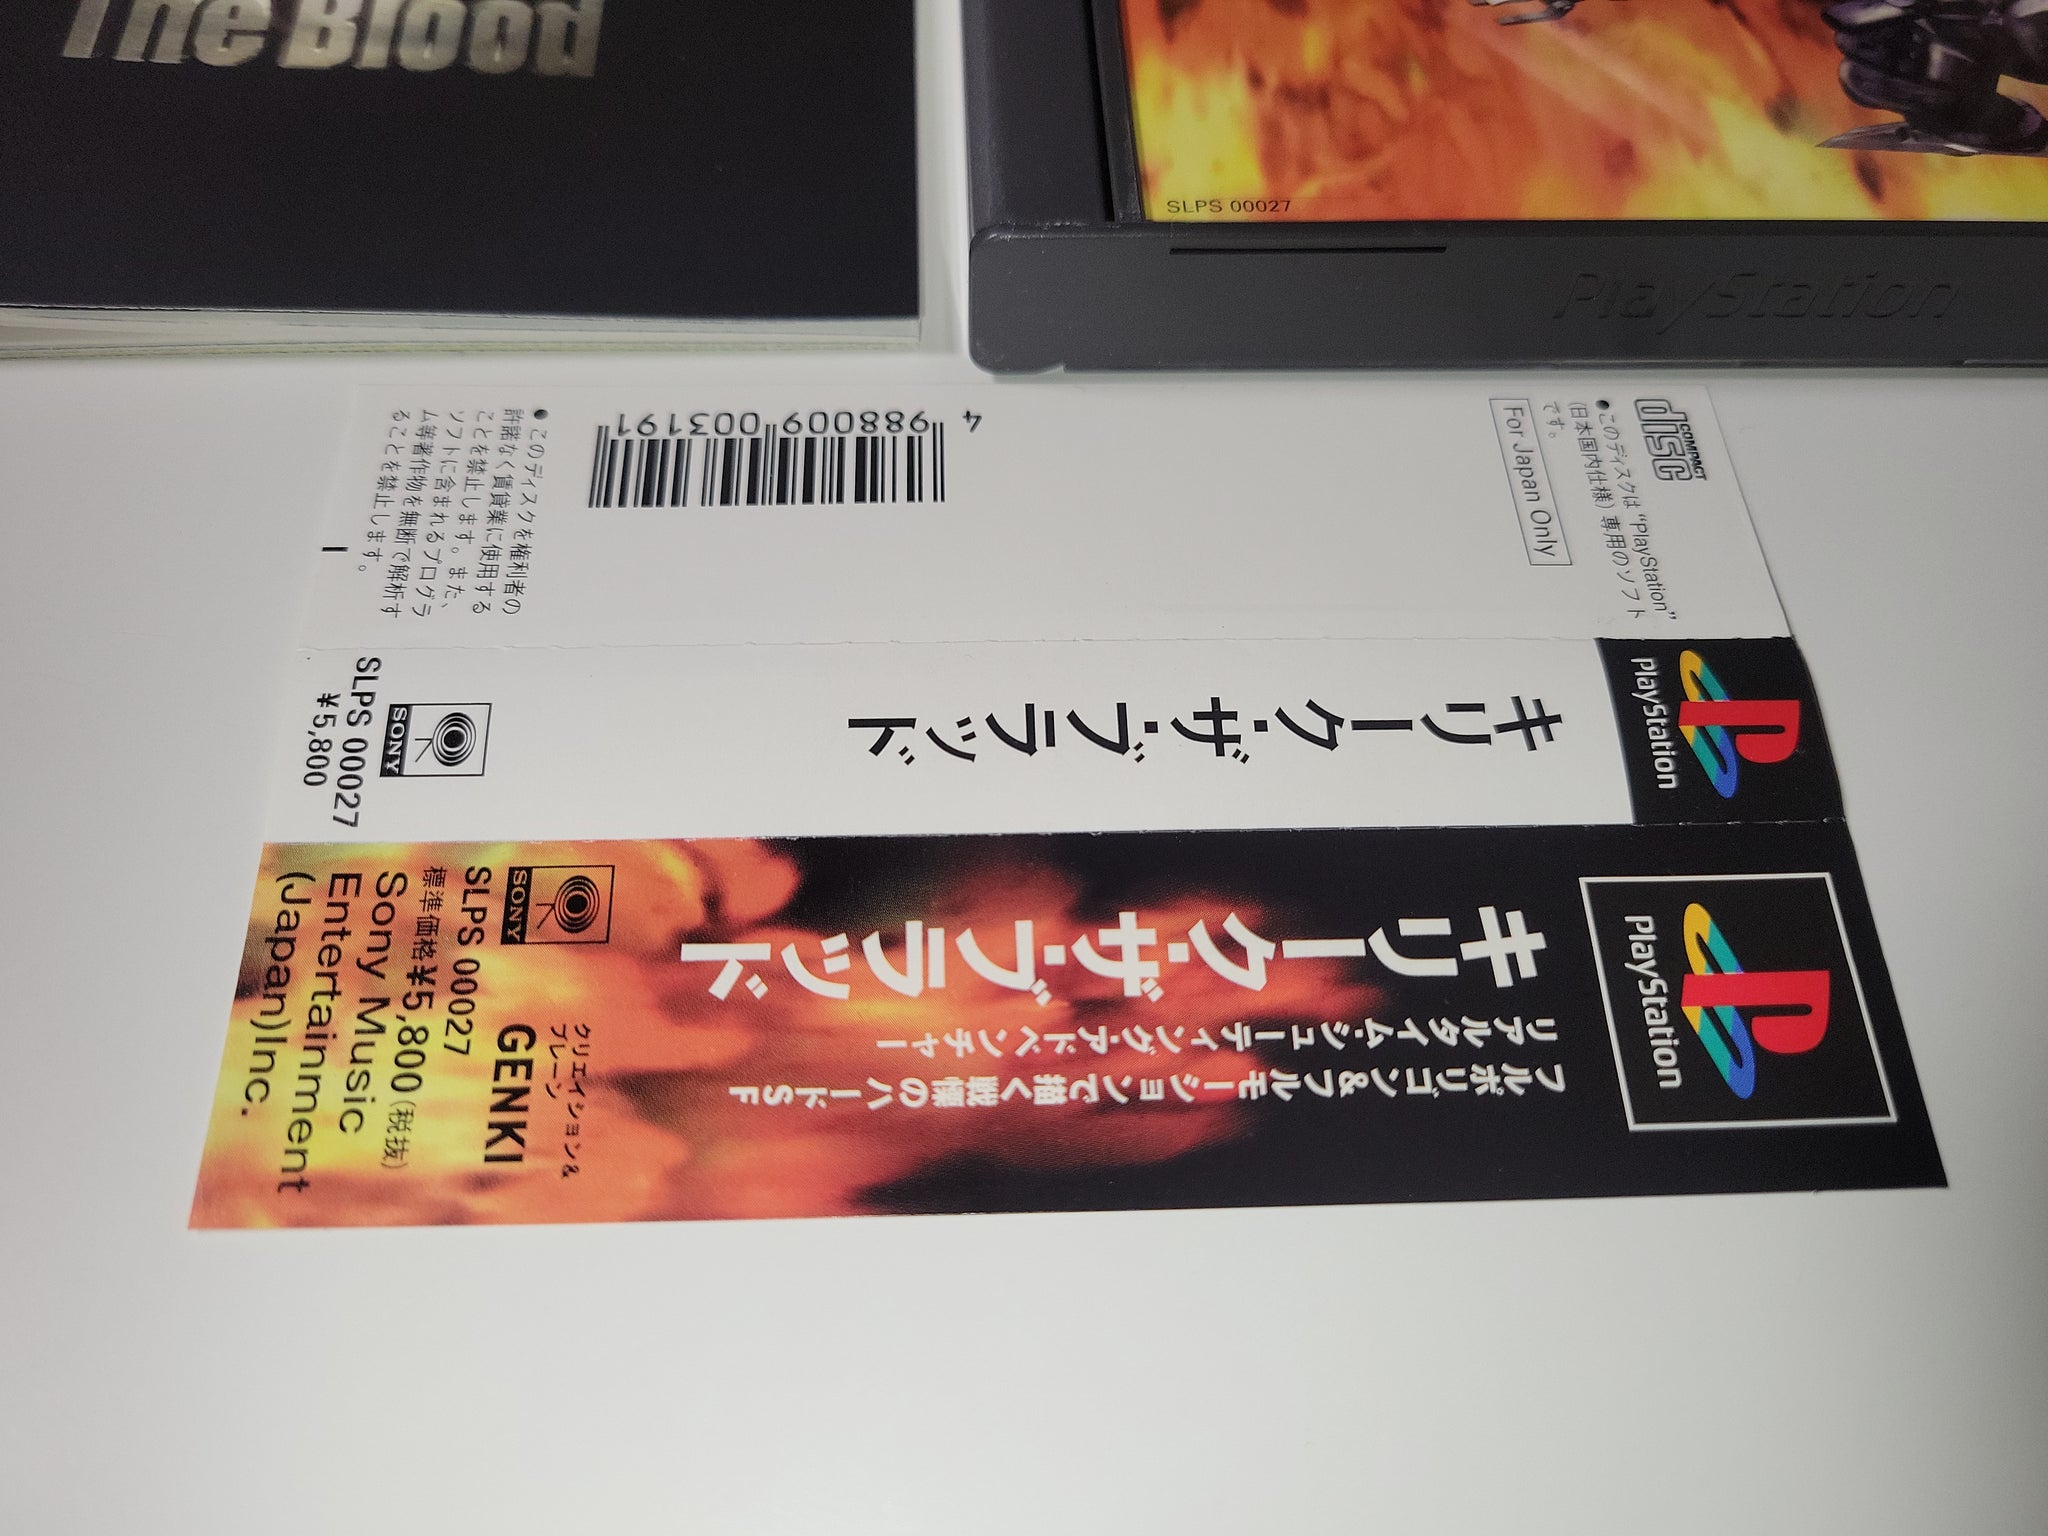 The Blood
SLPS 00027
PlayStation
COMPACT
disc
●このディスクは“PlayStation”
(日本国内仕様)専用のソフト
です。
For Japan Only
4 988009 003191
●このディスクを権利者の
許諾なく賃貸業に使用する
ことを禁止します。また、
ソフトに含まれるプログラ
ム等著作物を無断で解析す
ることを禁止します。
PlayStation
キリーク・ザ・ブラッド
SONY
SLPS 00027
¥5,800
PlayStation
フルポリゴン&フルモーションで描く戦慄のハードSF
リアルタイム・シューティング・アドベンチャー
キリーク・ザ・ブラッド
クリエイション&
ブレーン
GENKI
SONY
SLPS 00027
標準価格¥5,800(税抜)
Sony Music
Entertainment
(Japan)Inc.